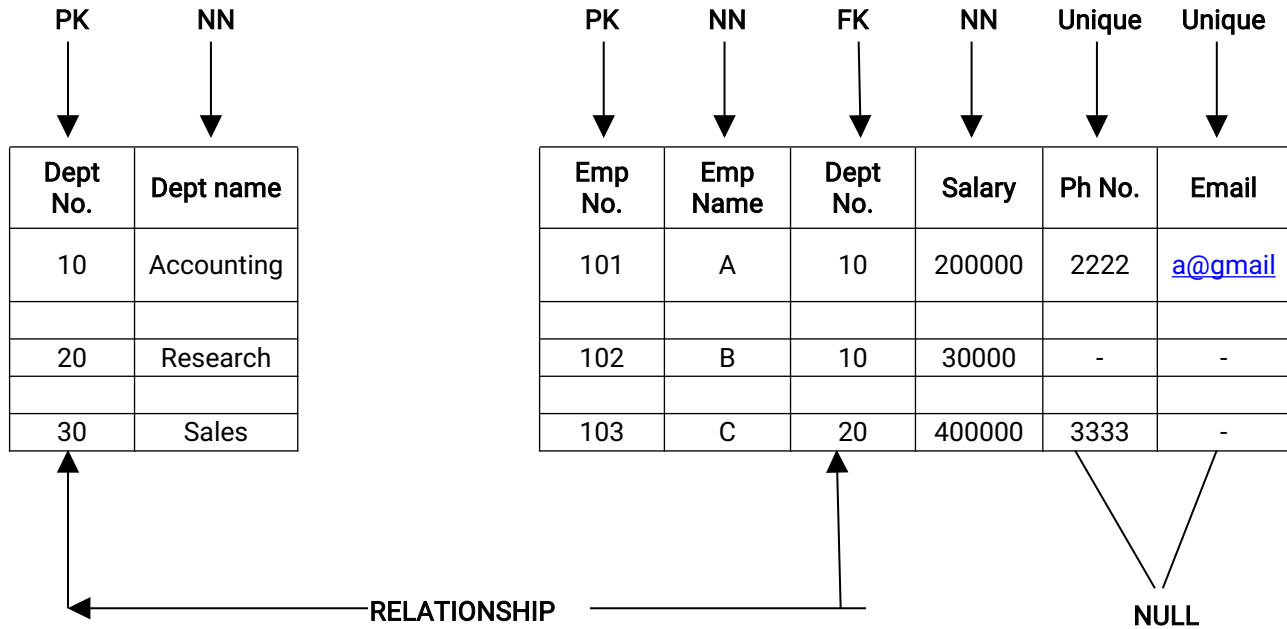 PK NN PK NN FK NN Unique Unique
Dept No. Dept name Emp No. Emp Name Dept No. Salary Ph No. Email
10 Accounting 101 A 10 200000 2222 a@gmail
20 Research 102 B 10 30000 - -
30 Sales 103 C 20 400000 3333 -
RELATIONSHIP NULL